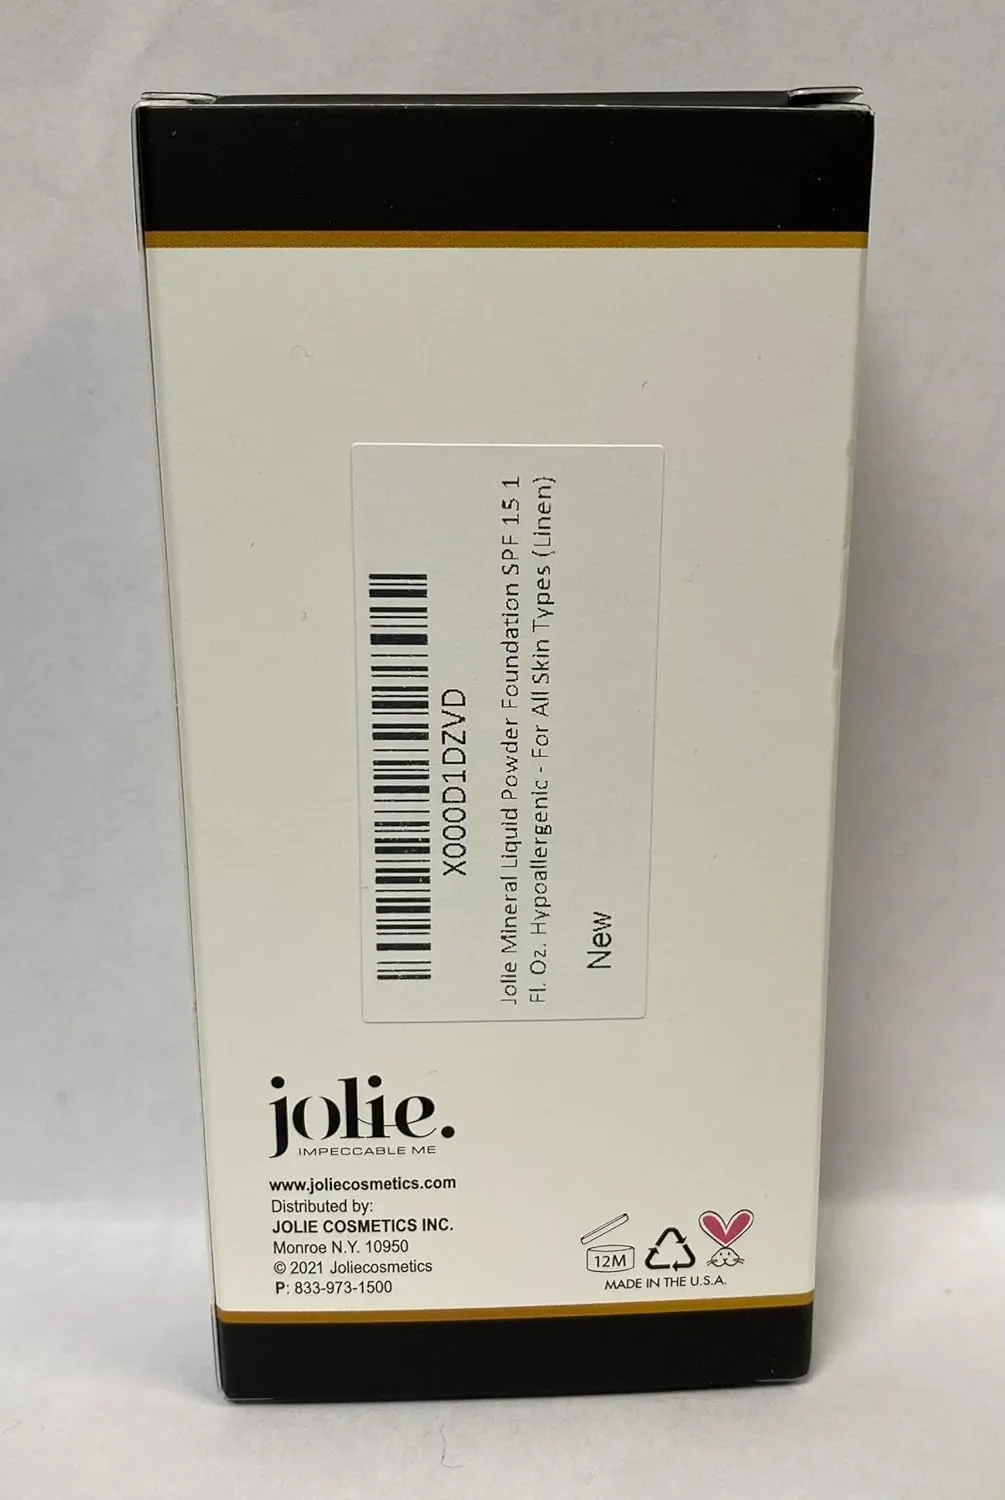 X000D1DZVD
Jolie Mineral Liquid Powder Foundation SPF 15 1
Fl. Oz. Hypoallergenic - For All Skin Types (Linen)
New
jolie.
IMPECCABLE ME
www.joliecosmetics.com
Distributed by:
JOLIE COSMETICS INC.
Monroe N.Y. 10950
© 2021 Joliecosmetics
P: 833-973-1500
12M
MADE IN THE U.S.A.